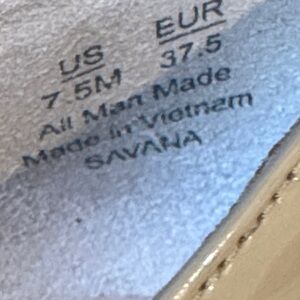 US EUR
7.5M 37.5
All Man Made
Made in Vietnam
SAVANA